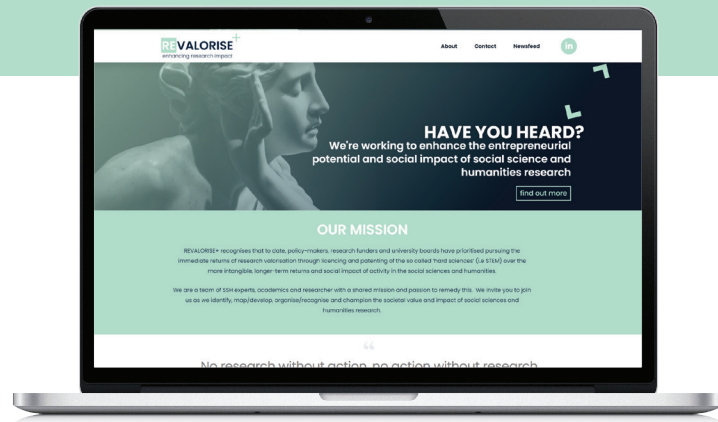 REVALORISE+
enhancing research impact
About Contact Newsfeed in
HAVE YOU HEARD?
We're working to enhance the entrepreneurial
potential and social impact of social science and
humanities research
find out more
OUR MISSION
REVALORISE+ recognises that to date, policy-makers, research funders and university boards have prioritised pursuing the
immediate returns of research valorisation through licencing and patenting of the so called 'hard sciences' (i.e STEM) over the
more intangible, longer-term returns and social impact of activity in the social sciences and humanities.
We are a team of SSH experts, academics and researcher with a shared mission and passion to remedy this. We invite you to join
us as we identify, map/develop, organise/recognise and champion the societal value and impact of social sciences and
humanities research.
“
No research without action, no action without research